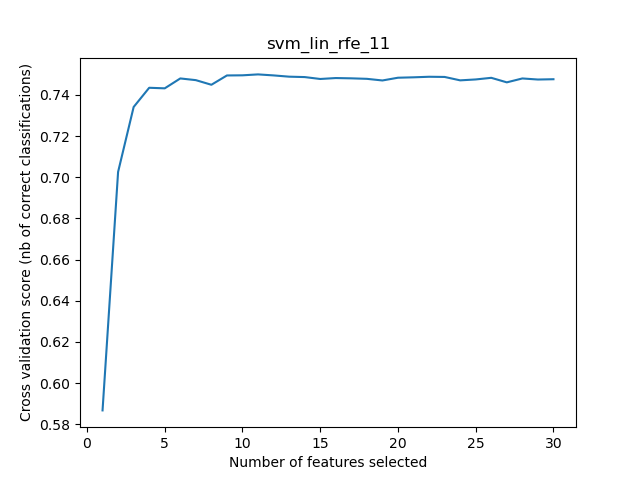 svm_lin_rfe_11
Cross validation score (nb of correct classifications)
0.74
0.72
0.70
0.68
0.66
0.64
0.62
0.60
0.58
0 5 10 15 20 25 30
Number of features selected